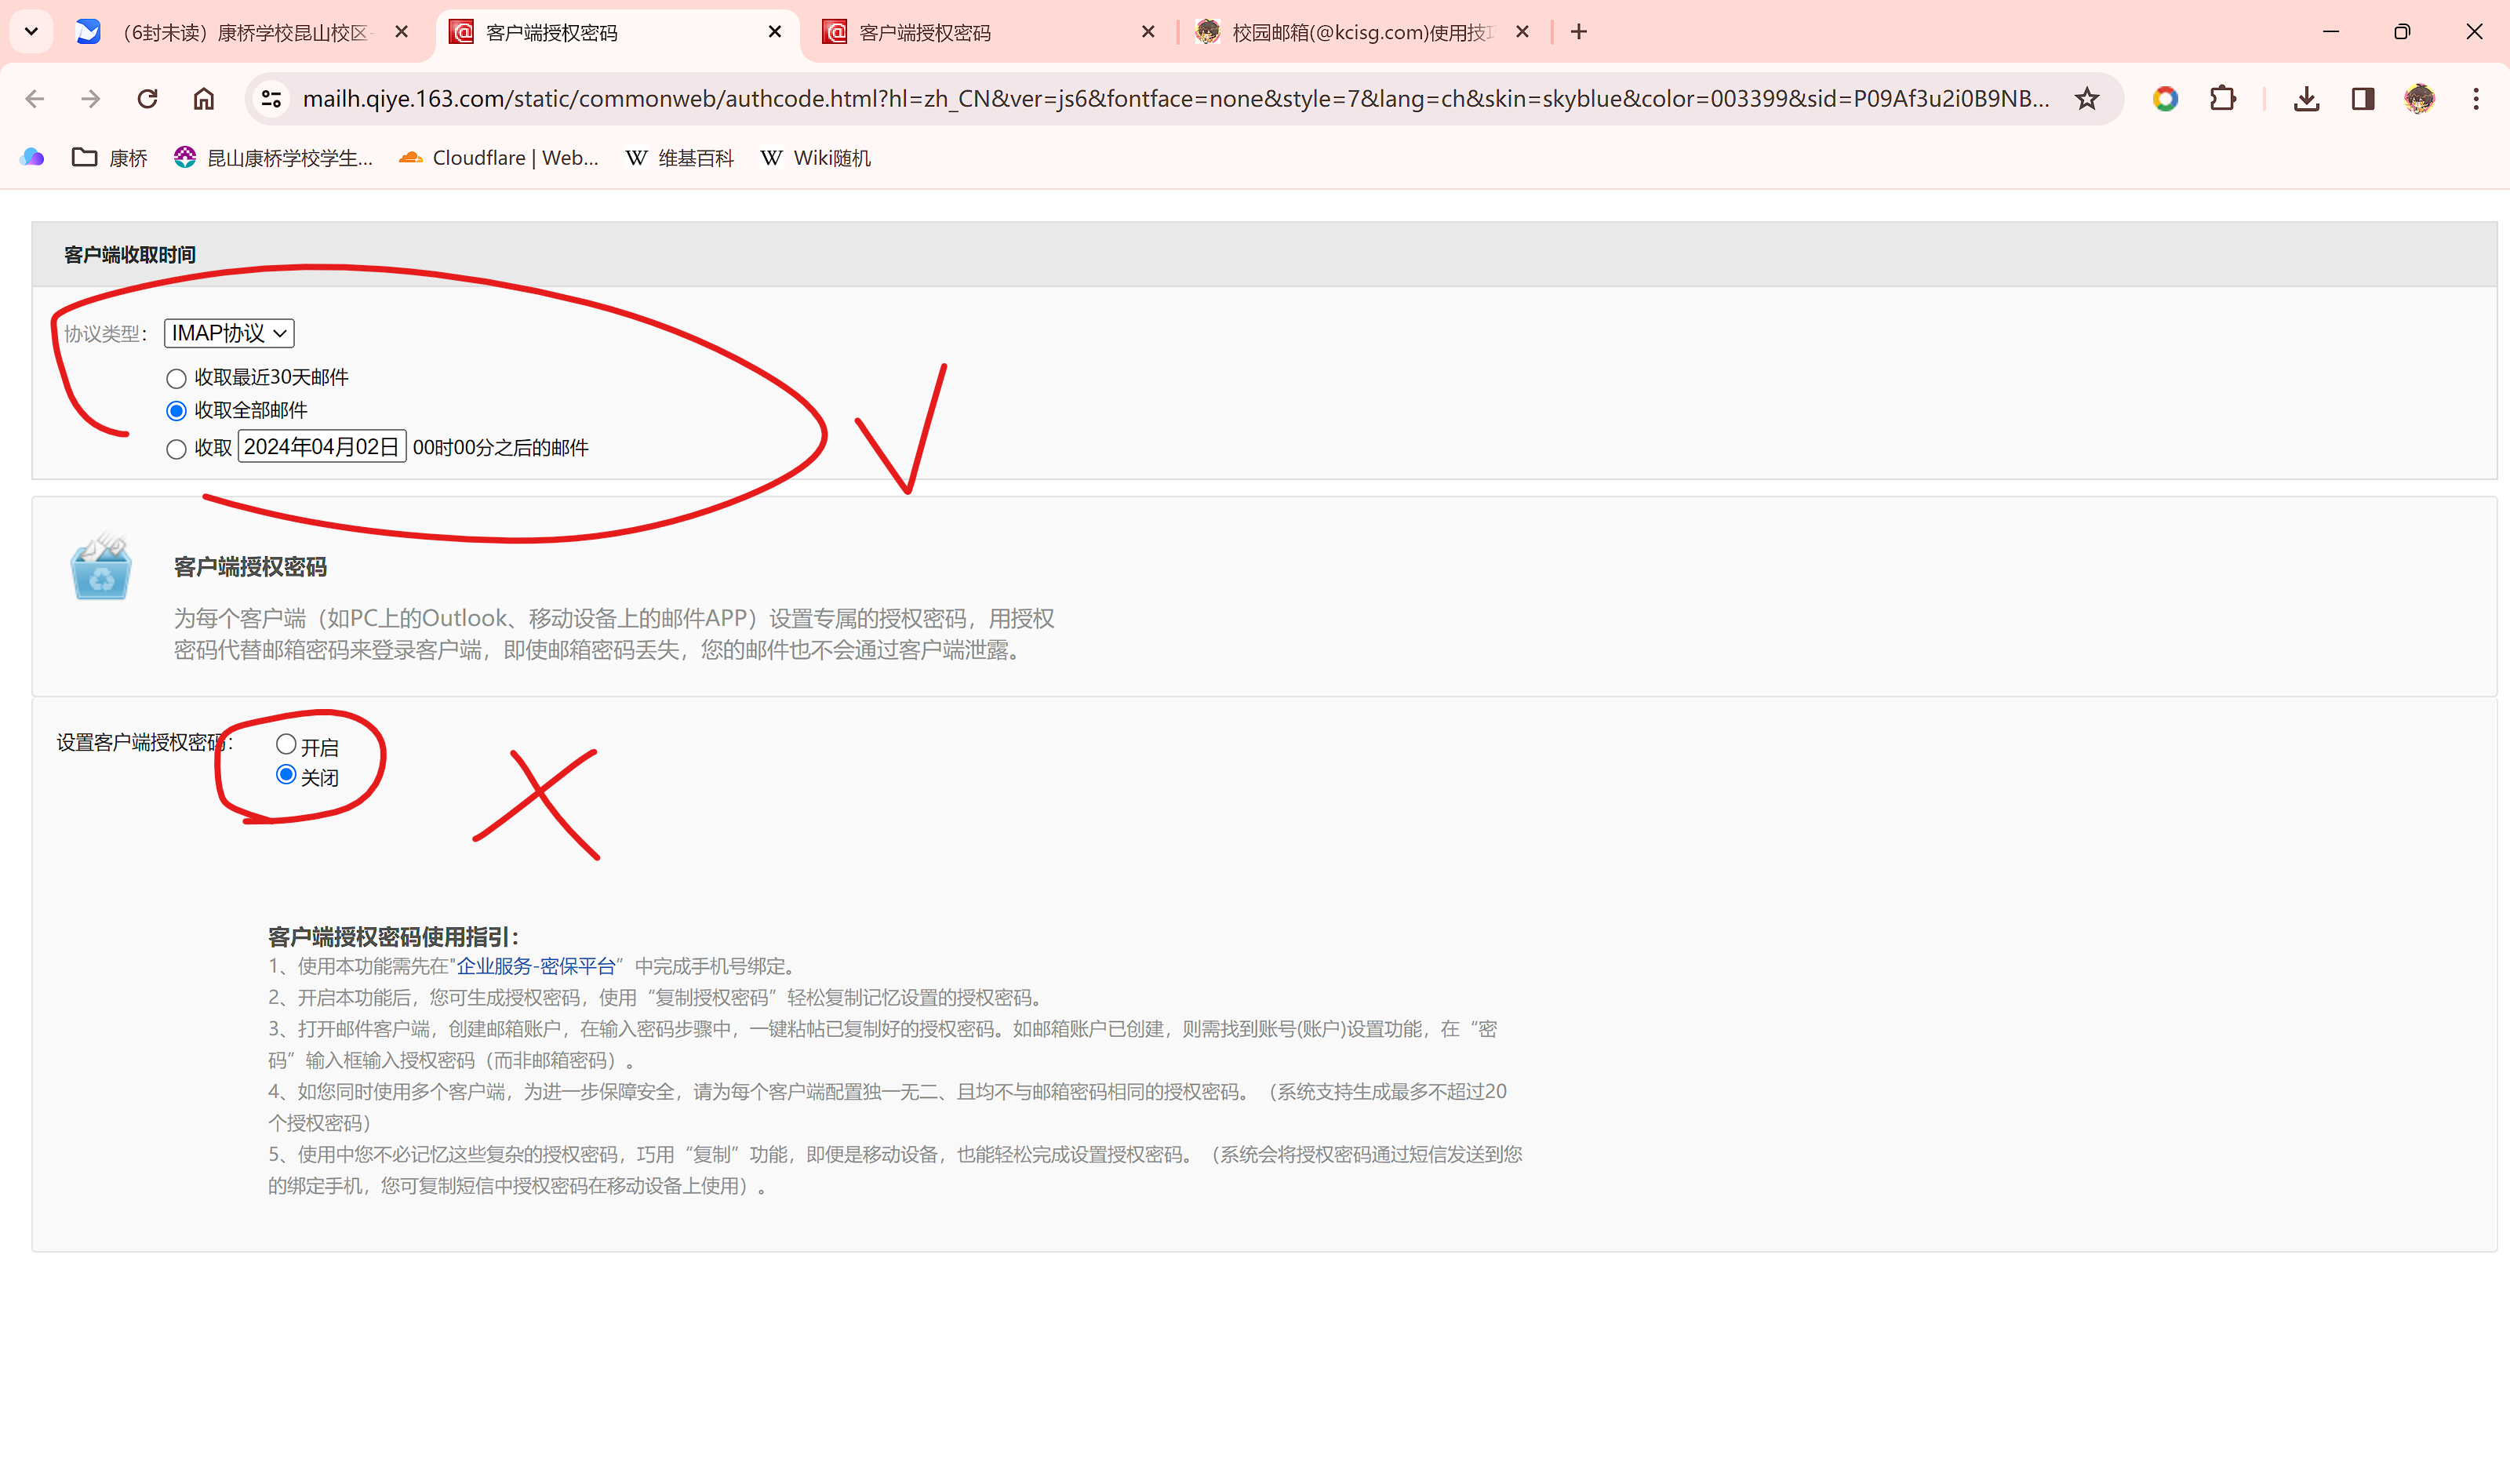 （6封未读）康桥学校昆山校区-
客户端授权密码
客户端授权密码
校园邮箱(@kcisg.com)使用技巧
mailh.qiye.163.com/static/commonweb/authcode.html?hl=zh_CN&ver=js6&fontface=none&style=7&lang=ch&skin=skyblue&color=003399&sid=P09Af3u2i0B9NB...
康桥
昆山康桥学校学生...
Cloudflare | Web...
维基百科
Wiki随机
客户端收取时间
协议类型： IMAP协议
收取最近30天邮件
收取全部邮件
收取 2024年04月02日 00时00分之后的邮件
客户端授权密码
为每个客户端（如PC上的Outlook、移动设备上的邮件APP）设置专属的授权密码，用授权
密码代替邮箱密码来登录客户端，即使邮箱密码丢失，您的邮件也不会通过客户端泄露。
设置客户端授权密码： 开启
关闭
客户端授权密码使用指引：
1、使用本功能需先在"企业服务-密保平台”中完成手机号绑定。
2、开启本功能后，您可生成授权密码，使用“复制授权密码”轻松复制记忆设置的授权密码。
3、打开邮件客户端，创建邮箱账户，在输入密码步骤中，一键粘帖已复制好的授权密码。如邮箱账户已创建，则需找到账号(账户)设置功能，在“密
码”输入框输入授权密码（而非邮箱密码）。
4、如您同时使用多个客户端，为进一步保障安全，请为每个客户端配置独一无二、且均不与邮箱密码相同的授权密码。（系统支持生成最多不超过20
个授权密码）
5、使用中您不必记忆这些复杂的授权密码，巧用“复制”功能，即便是移动设备，也能轻松完成设置授权密码。（系统会将授权密码通过短信发送到您
的绑定手机，您可复制短信中授权密码在移动设备上使用）。